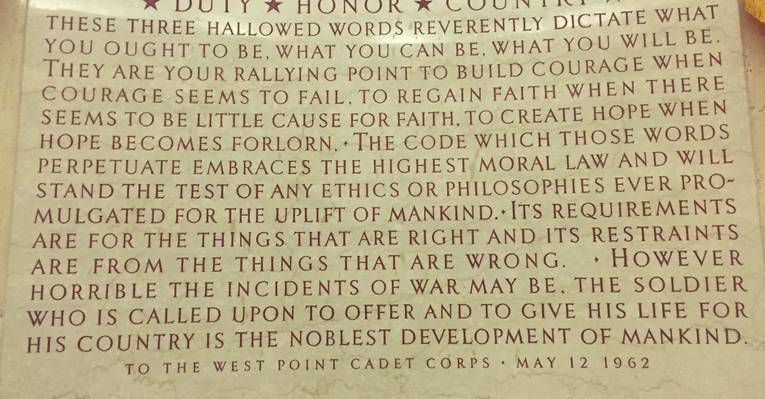 ★ DUTY ★ HONOR ★ COUNTRY ★
THESE THREE HALLOWED WORDS REVERENTLY DICTATE WHAT
YOU OUGHT TO BE, WHAT YOU CAN BE, WHAT YOU WILL BE.
THEY ARE YOUR RALLYING POINT TO BUILD COURAGE WHEN
COURAGE SEEMS TO FAIL, TO REGAIN FAITH WHEN THERE
SEEMS TO BE LITTLE CAUSE FOR FAITH, TO CREATE HOPE WHEN
HOPE BECOMES FORLORN. · THE CODE WHICH THOSE WORDS
PERPETUATE EMBRACES THE HIGHEST MORAL LAW AND WILL
STAND THE TEST OF ANY ETHICS OR PHILOSOPHIES EVER PRO-
MULGATED FOR THE UPLIFT OF MANKIND. · ITS REQUIREMENTS
ARE FOR THE THINGS THAT ARE RIGHT AND ITS RESTRAINTS
ARE FROM THE THINGS THAT ARE WRONG. · HOWEVER
HORRIBLE THE INCIDENTS OF WAR MAY BE, THE SOLDIER
WHO IS CALLED UPON TO OFFER AND TO GIVE HIS LIFE FOR
HIS COUNTRY IS THE NOBLEST DEVELOPMENT OF MANKIND.
TO THE WEST POINT CADET CORPS · MAY 12 1962